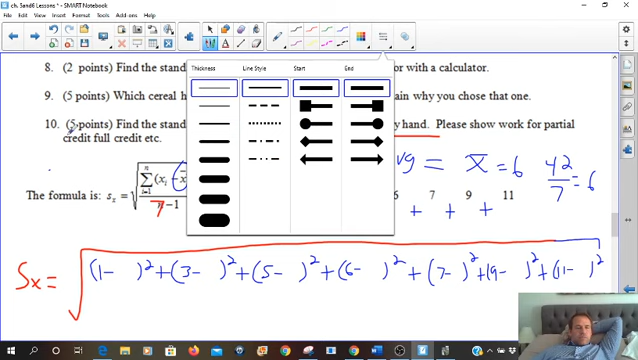 ch. 5and6 Lessons * - SMART Notebook
File Edit View Insert Format Tools Add-ons Help
8. (2 points) Find the stand
or with a calculator.
9. (5 points) Which cereal h
ain why you chose that one.
10. (5 points) Find the stand
y hand. Please show work for partial
credit full credit etc.
Thickness Line Style Start End
vg = x̄ = 6 42/7 = 6
The formula is: sₓ = √ n ∑ i=1 (xᵢ − x̄ n−1
7
6 7 9 11
+ + +
Sx = √ (1- )² + (3- )² + (5- )² + (6- )² + (7- )² + (9- )² + (11- )²